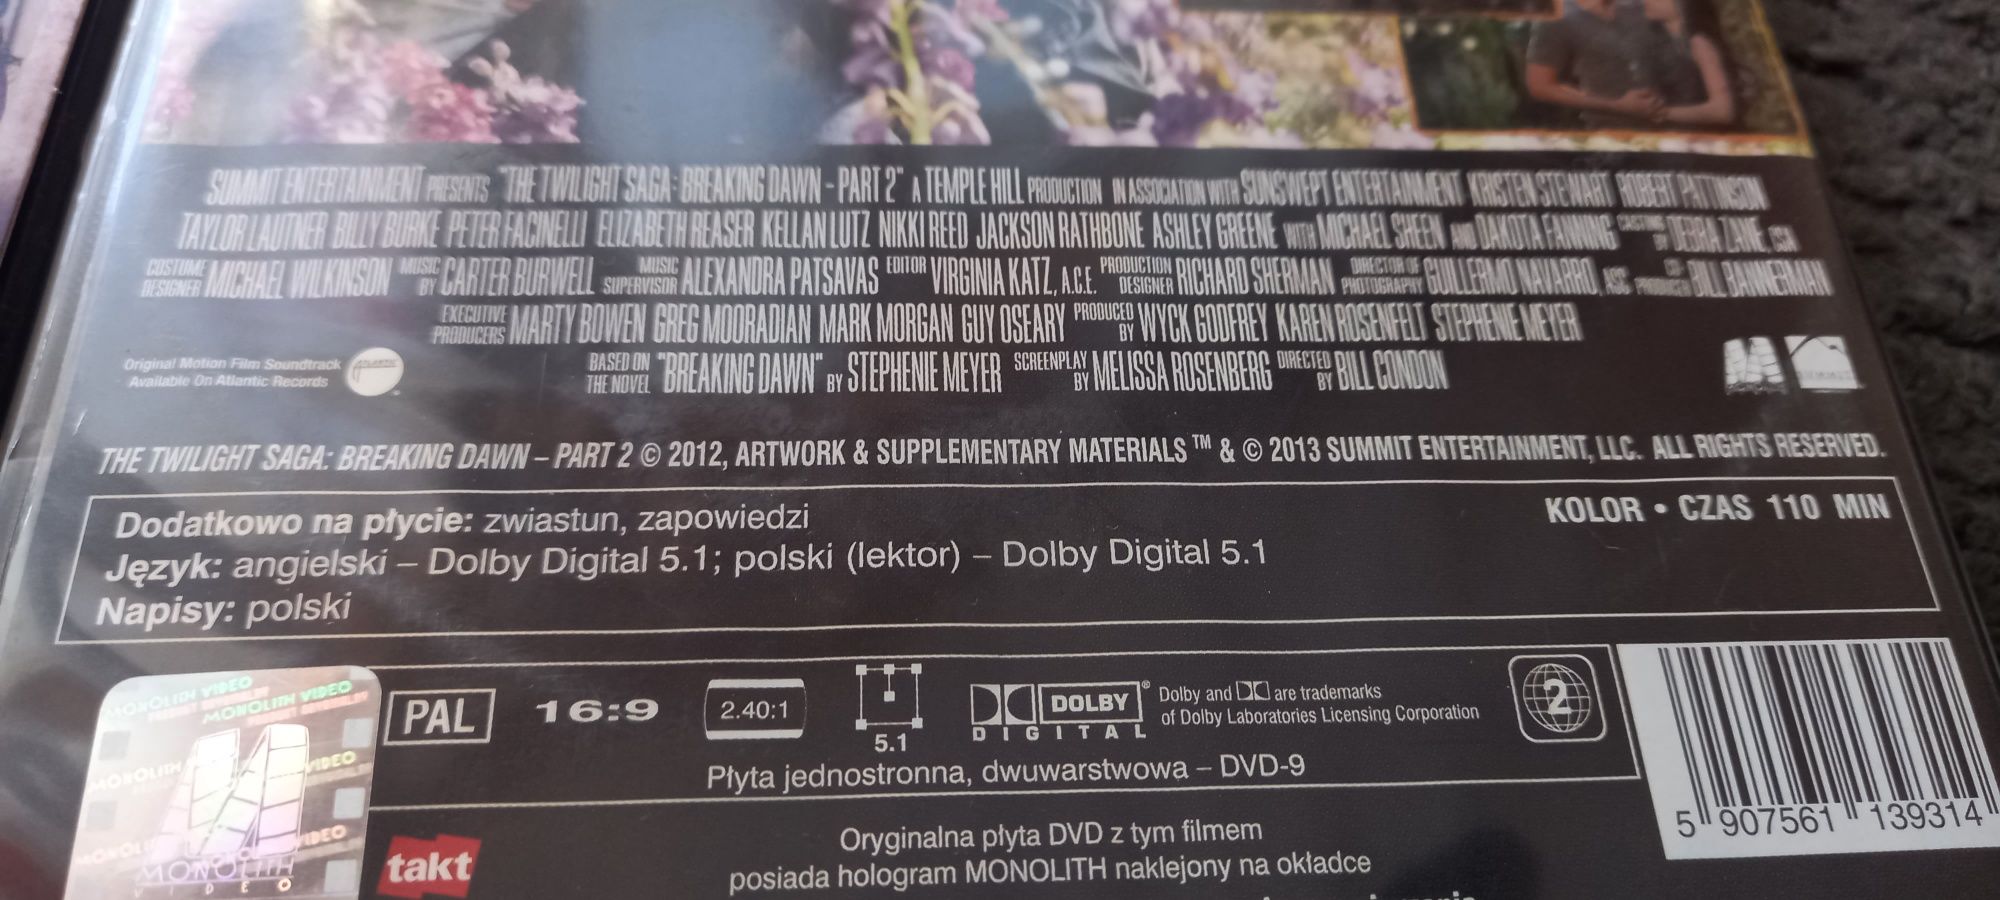 SUMMIT ENTERTAINMENT PRESENTS "THE TWILIGHT SAGA: BREAKING DAWN - PART 2" A TEMPLE HILL PRODUCTION IN ASSOCIATION WITH SUNSWEPT ENTERTAINMENT KRISTEN STEWART ROBERT PATTINSON
TAYLOR LAUTNER BILLY BURKE PETER FACINELLI ELIZABETH REASER KELLAN LUTZ NIKKI REED JACKSON RATHBONE ASHLEY GREENE WITH MICHAEL SHEEN AND DAKOTA FANNING CASTING BY DEBRA ZANE, CSA
COSTUME DESIGNER MICHAEL WILKINSON MUSIC BY CARTER BURWELL MUSIC SUPERVISOR ALEXANDRA PATSAVAS EDITOR VIRGINIA KATZ, A.C.E. PRODUCTION DESIGNER RICHARD SHERMAN DIRECTOR OF PHOTOGRAPHY GUILLERMO NAVARRO, ASC CO-PRODUCER BILL BANNERMAN
EXECUTIVE PRODUCERS MARTY BOWEN GREG MOORADIAN MARK MORGAN GUY OSEARY PRODUCED BY WYCK GODFREY KAREN ROSENFELT STEPHENIE MEYER
Original Motion Film Soundtrack
Available On Atlantic Records
ATLANTIC
BASED ON THE NOVEL "BREAKING DAWN" BY STEPHENIE MEYER SCREENPLAY BY MELISSA ROSENBERG DIRECTED BY BILL CONDON
THE TWILIGHT SAGA: BREAKING DAWN – PART 2 © 2012, ARTWORK & SUPPLEMENTARY MATERIALS ™ & © 2013 SUMMIT ENTERTAINMENT, LLC. ALL RIGHTS RESERVED.
Dodatkowo na płycie: zwiastun, zapowiedzi
KOLOR • CZAS 110 MIN
Język: angielski – Dolby Digital 5.1; polski (lektor) – Dolby Digital 5.1
Napisy: polski
MONOLITH VIDEO
MONOLITH VIDEO
MONOLITH
VIDEO
VIDEO
MONOLITH
VIDEO
PAL
16:9
2.40:1
5.1
DOLBY®
DIGITAL
Dolby and are trademarks
of Dolby Laboratories Licensing Corporation
2
Płyta jednostronna, dwuwarstwowa – DVD-9
takt
Oryginalna płyta DVD z tym filmem
posiada hologram MONOLITH naklejony na okładce
5 907561 139314